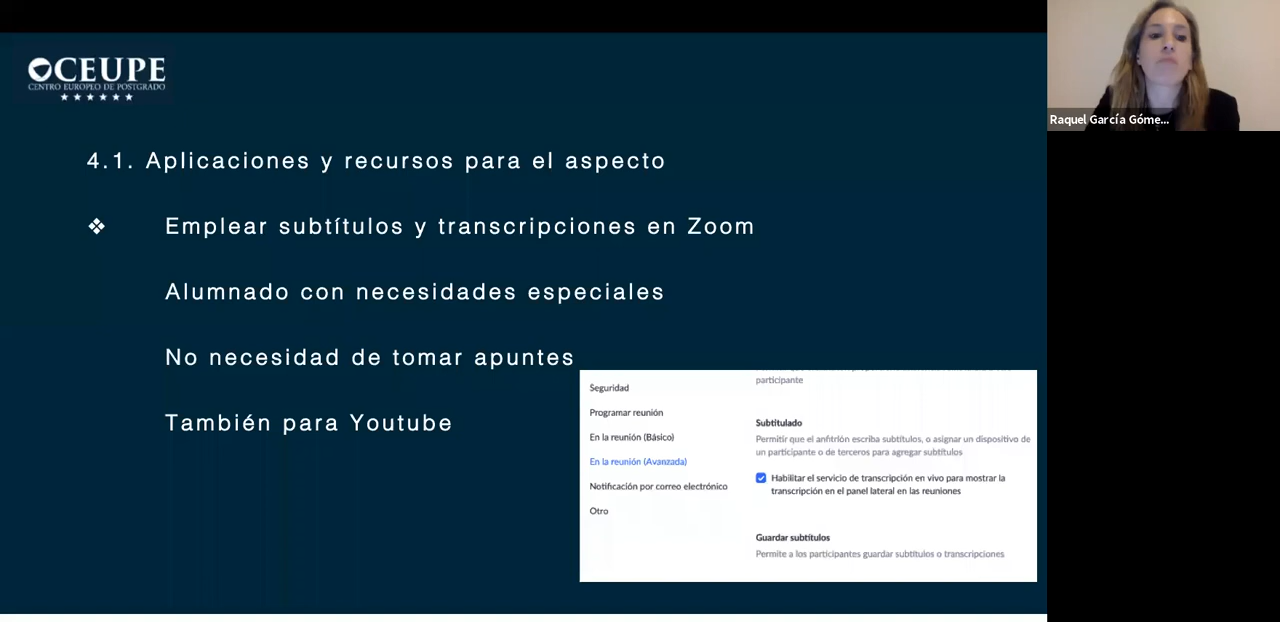 CEUPE
CENTRO EUROPEO DE POSTGRADO
4.1. Aplicaciones y recursos para el aspecto
Emplear subtítulos y transcripciones en Zoom
Alumnado con necesidades especiales
No necesidad de tomar apuntes
También para Youtube
Seguridad
Programar reunión
En la reunión (Básico)
En la reunión (Avanzada)
Notificación por correo electrónico
Otro
participante
Subtitulado
Permitir que el anfitrión escriba subtítulos, o asignar un dispositivo de
un participante o de terceros para agregar subtítulos
Habilitar el servicio de transcripción en vivo para mostrar la
transcripción en el panel lateral en las reuniones
Guardar subtítulos
Permite a los participantes guardar subtítulos o transcripciones
Raquel García Góme...